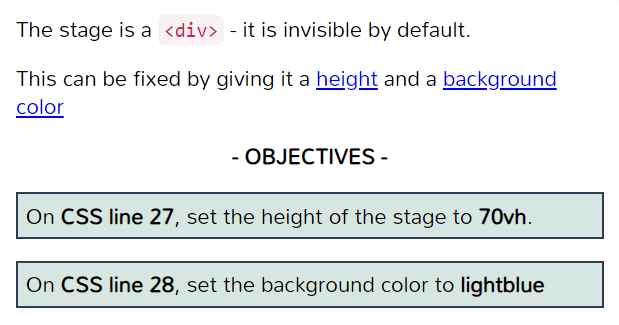 The stage is a <div> - it is invisible by default.
This can be fixed by giving it a height and a background
color
- OBJECTIVES -
On CSS line 27, set the height of the stage to 70vh.
On CSS line 28, set the background color to lightblue